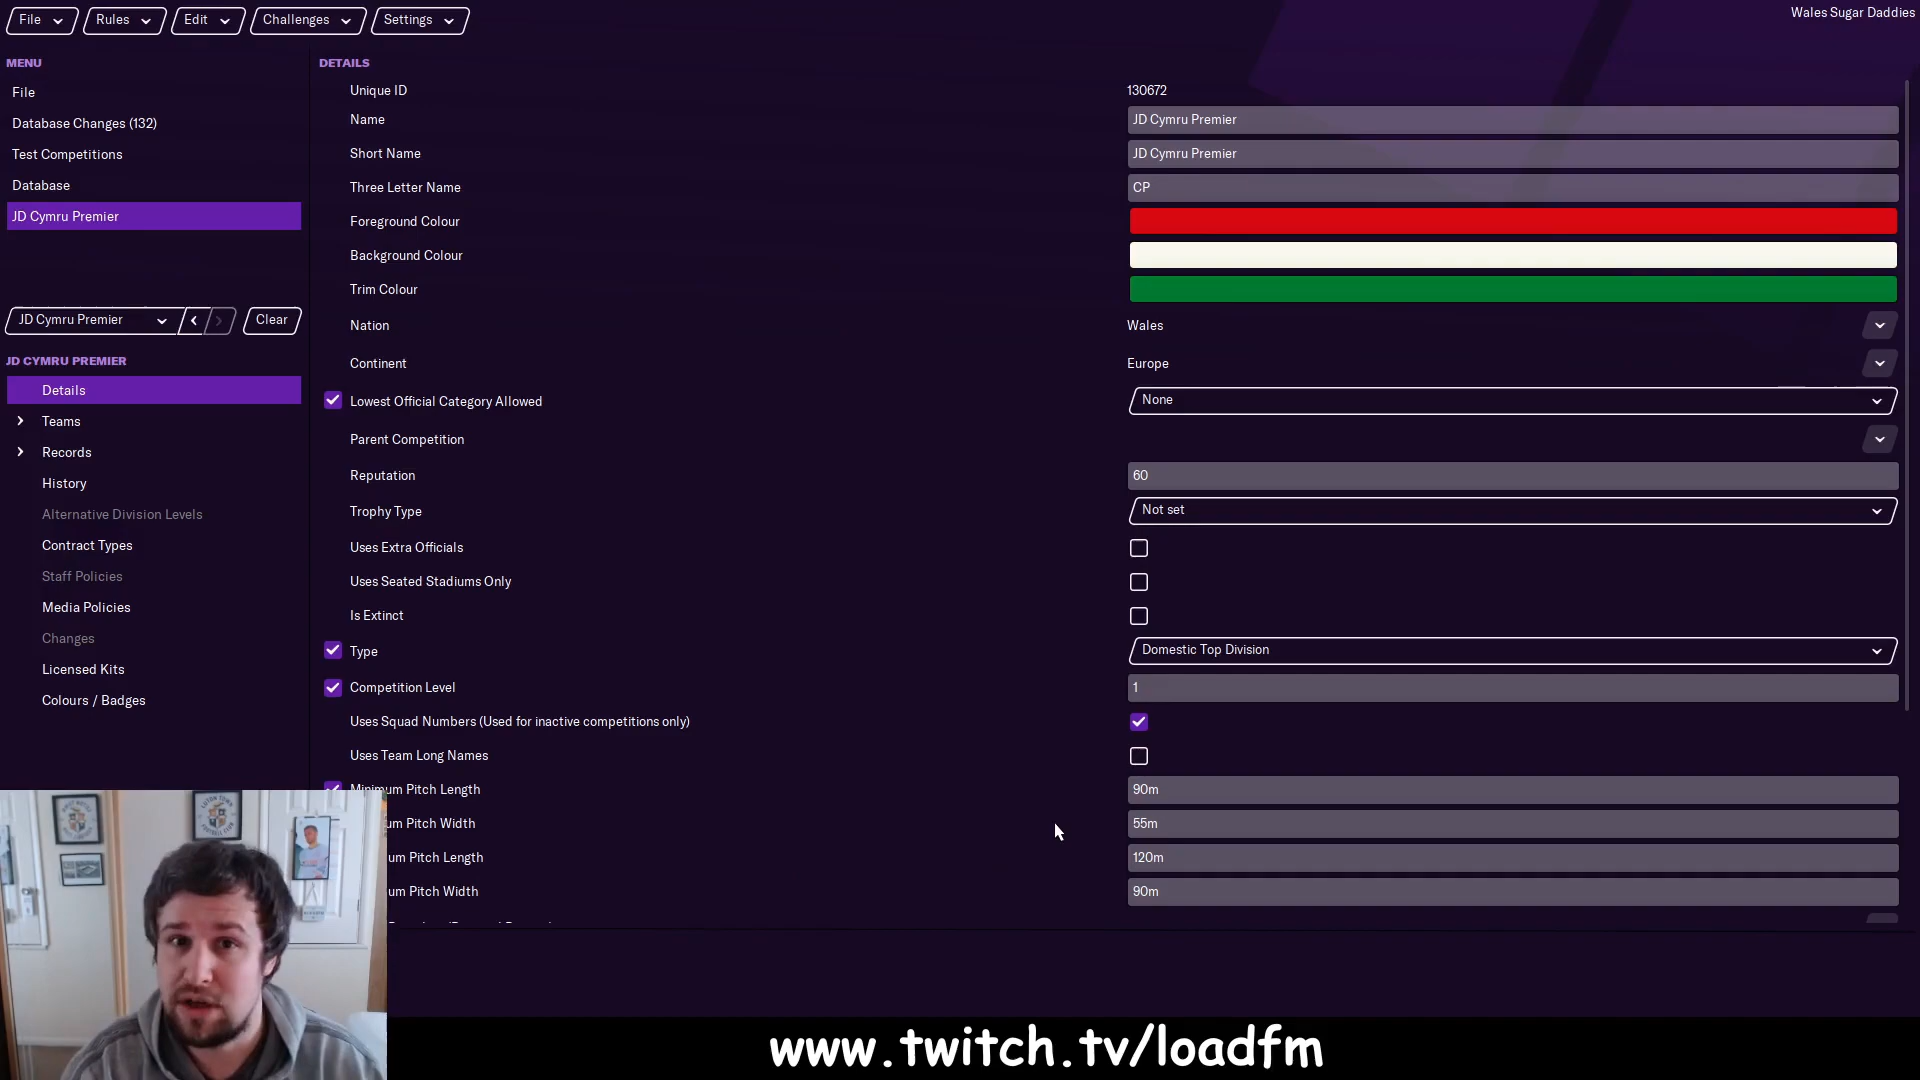 File
Rules
Edit
Challenges
Settings
Wales Sugar Daddies
MENU
File
Database Changes (132)
Test Competitions
Database
JD Cymru Premier
JD Cymru Premier
Clear
JD CYMRU PREMIER
Details
Teams
Records
History
Alternative Division Levels
Contract Types
Staff Policies
Media Policies
Changes
Licensed Kits
Colours / Badges
DETAILS
Unique ID 130672
Name JD Cymru Premier
Short Name JD Cymru Premier
Three Letter Name CP
Foreground Colour
Background Colour
Trim Colour
Nation Wales
Continent Europe
Lowest Official Category Allowed None
Parent Competition
Reputation 60
Trophy Type Not set
Uses Extra Officials
Uses Seated Stadiums Only
Is Extinct
Type Domestic Top Division
Competition Level 1
Uses Squad Numbers (Used for inactive competitions only)
Uses Team Long Names
Minimum Pitch Length 90m
um Pitch Width 55m
um Pitch Length 120m
um Pitch Width 90m
www.twitch.tv/loadfm